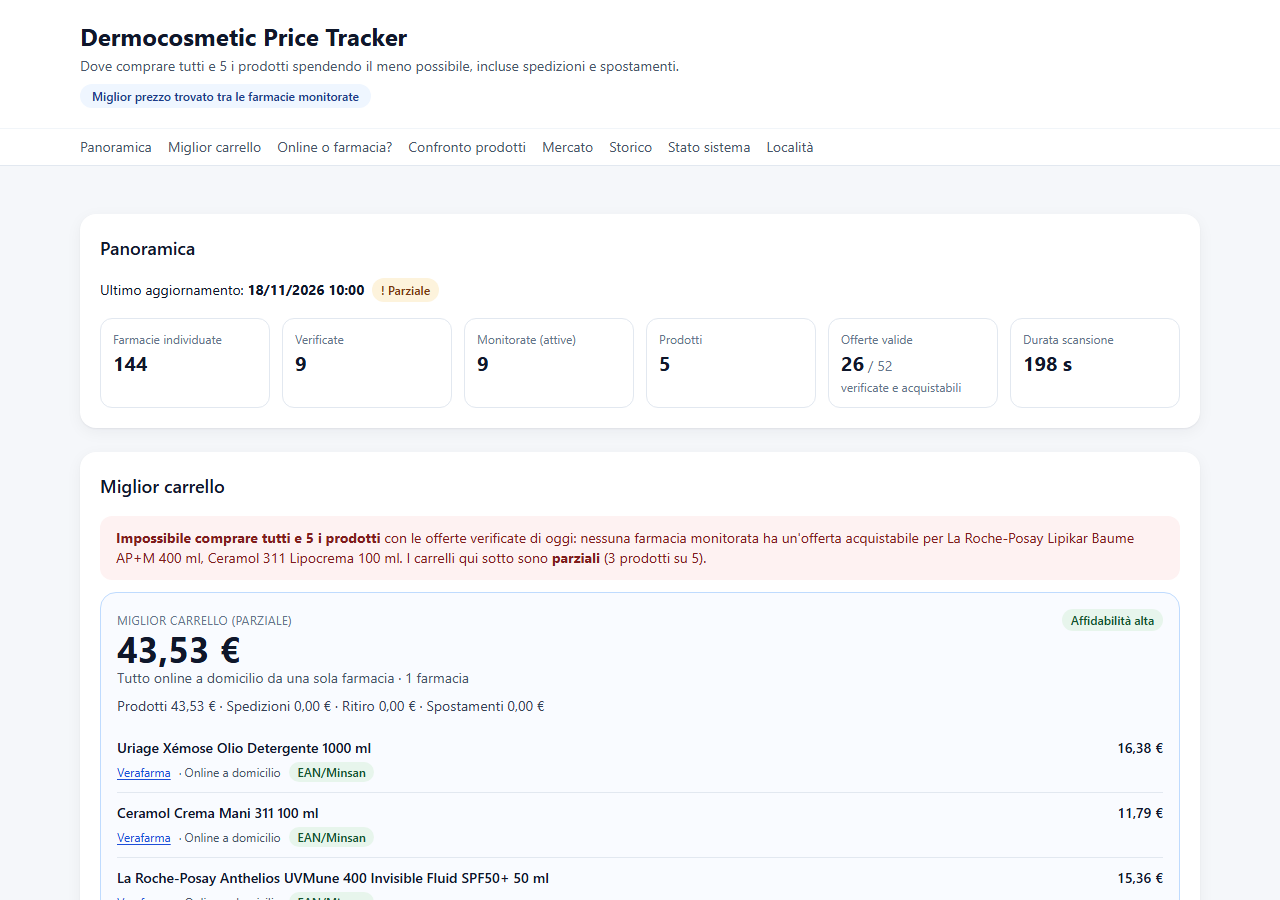 Dermocosmetic Price Tracker
Dove comprare tutti e 5 i prodotti spendendo il meno possibile, incluse spedizioni e spostamenti.
Miglior prezzo trovato tra le farmacie monitorate
Panoramica Miglior carrello Online o farmacia? Confronto prodotti Mercato Storico Stato sistema Località
Panoramica
Ultimo aggiornamento: 18/11/2026 10:00 ! Parziale
Farmacie individuate
144
Verificate
9
Monitorate (attive)
9
Prodotti
5
Offerte valide
26 / 52
verificate e acquistabili
Durata scansione
198 s
Miglior carrello
Impossibile comprare tutti e 5 i prodotti con le offerte verificate di oggi: nessuna farmacia monitorata ha un'offerta acquistabile per La Roche-Posay Lipikar Baume
AP+M 400 ml, Ceramol 311 Lipocrema 100 ml. I carrelli qui sotto sono parziali (3 prodotti su 5).
MIGLIOR CARRELLO (PARZIALE) Affidabilità alta
43,53 €
Tutto online a domicilio da una sola farmacia · 1 farmacia
Prodotti 43,53 € · Spedizioni 0,00 € · Ritiro 0,00 € · Spostamenti 0,00 €
Uriage Xémose Olio Detergente 1000 ml 16,38 €
Verafarma · Online a domicilio EAN/Minsan
Ceramol Crema Mani 311 100 ml 11,79 €
Verafarma · Online a domicilio EAN/Minsan
La Roche-Posay Anthelios UVMune 400 Invisible Fluid SPF50+ 50 ml 15,36 €